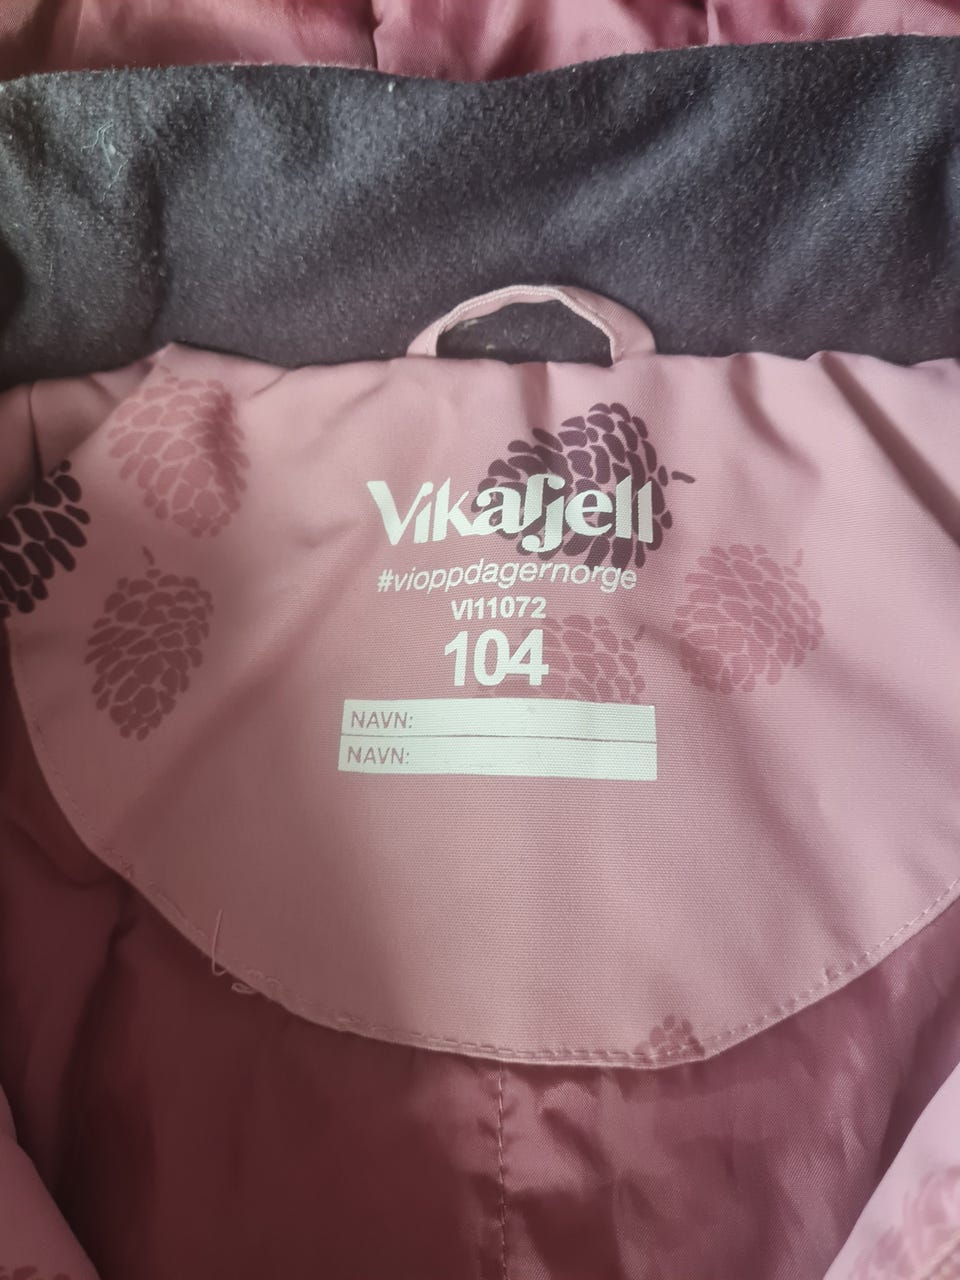 Vikafjell
#vioppdagernorge
VI11072
104
NAVN:
NAVN: